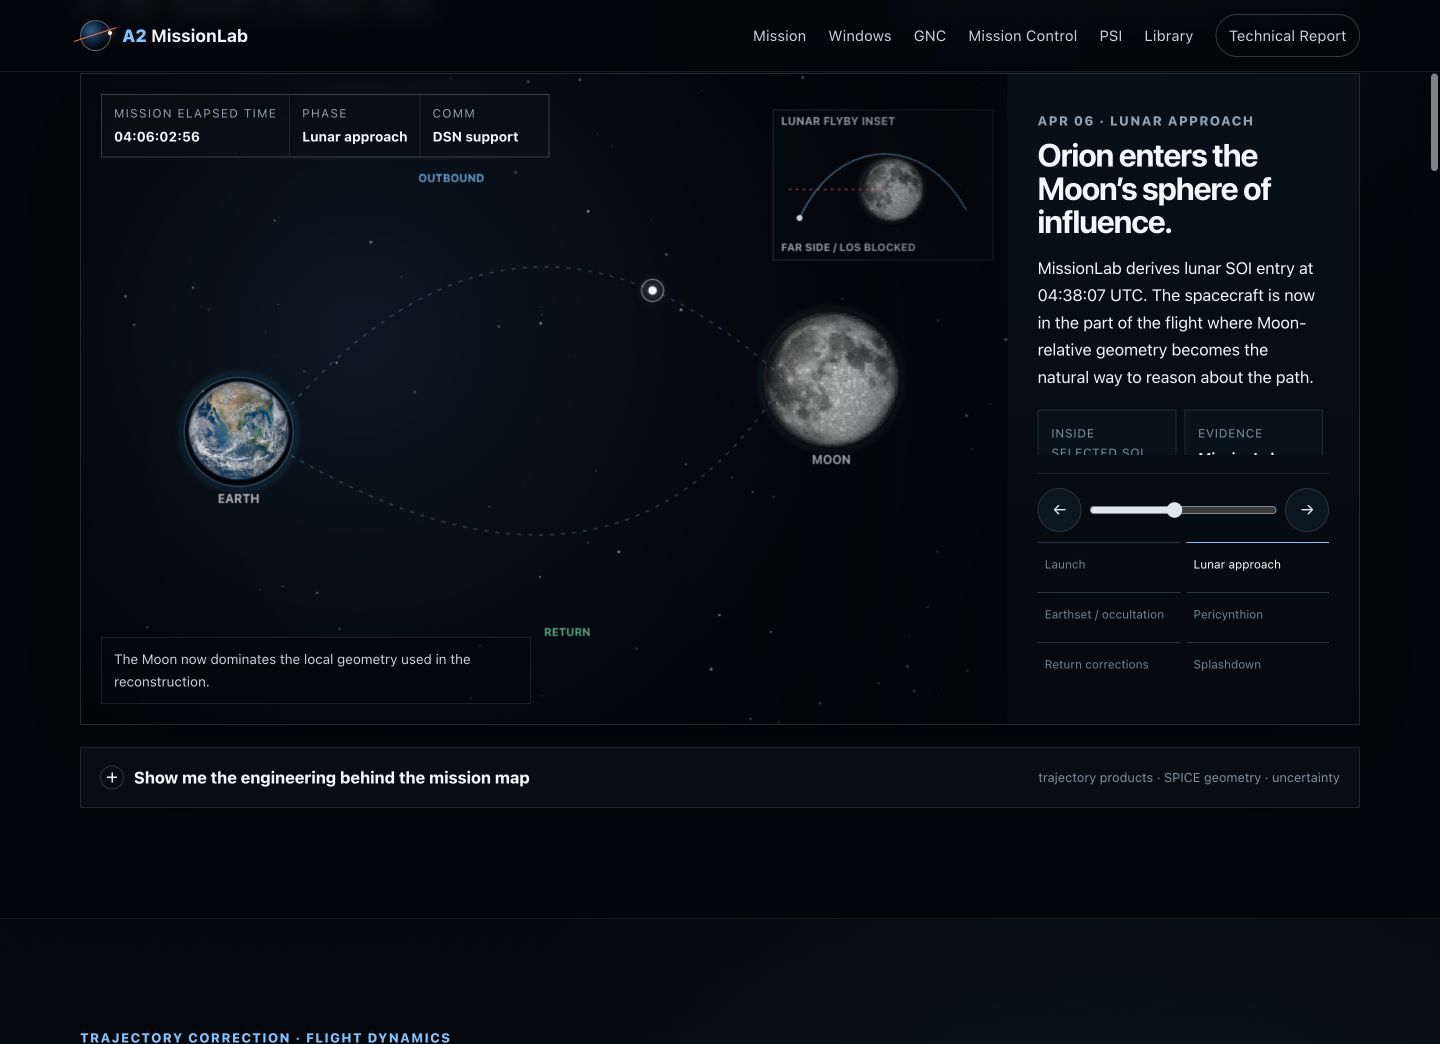 A2 MissionLab
Mission
Windows
GNC
Mission Control
PSI
Library
Technical Report
MISSION ELAPSED TIME
04:06:02:56
PHASE
Lunar approach
COMM
DSN support
OUTBOUND
LUNAR FLYBY INSET
FAR SIDE / LOS BLOCKED
EARTH
MOON
RETURN
The Moon now dominates the local geometry used in the
reconstruction.
APR 06 · LUNAR APPROACH
Orion enters the
Moon’s sphere of
influence.
MissionLab derives lunar SOI entry at
04:38:07 UTC. The spacecraft is now
in the part of the flight where Moon-
relative geometry becomes the
natural way to reason about the path.
INSIDE
SELECTED SOI
EVIDENCE
Launch
Lunar approach
Earthset / occultation
Pericynthion
Return corrections
Splashdown
Show me the engineering behind the mission map
trajectory products · SPICE geometry · uncertainty
TRAJECTORY CORRECTION · FLIGHT DYNAMICS